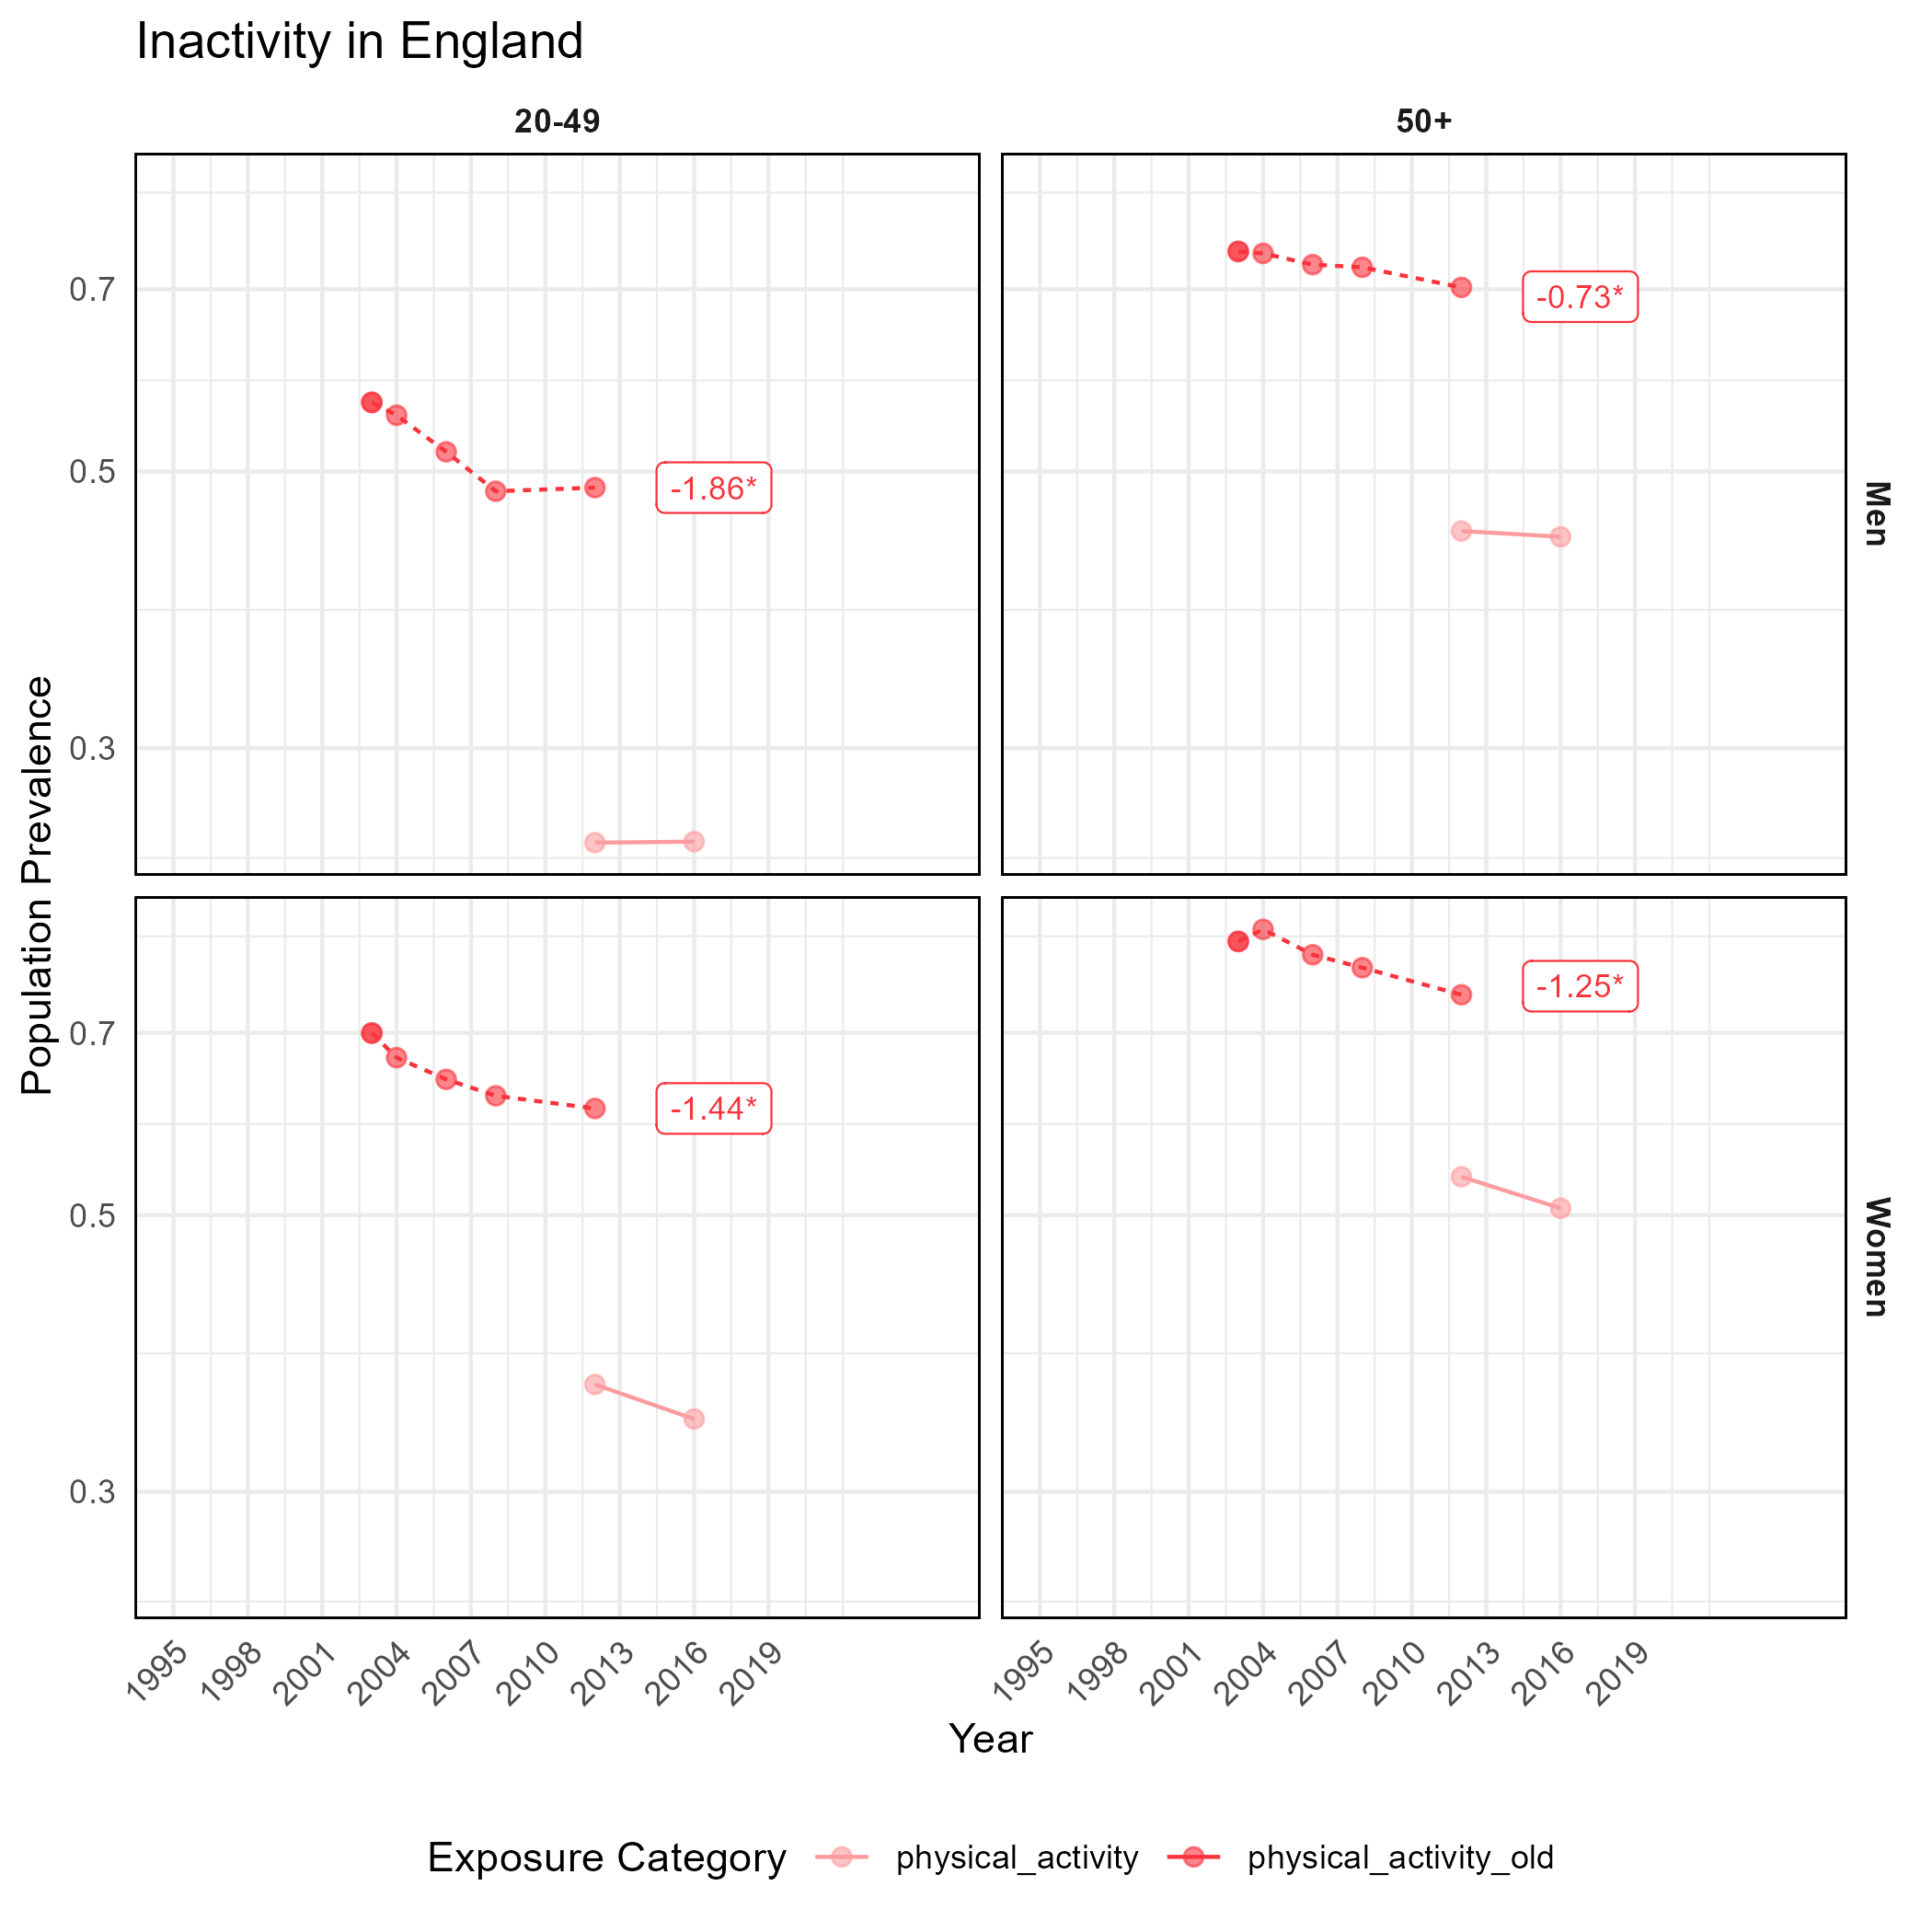 Inactivity in England
20-49
50+
0.7
0.5
0.3
-1.86*
-0.73*
Men
Population Prevalence
0.7
0.5
0.3
-1.44*
-1.25*
Women
1995 1998 2001 2004 2007 2010 2013 2016 2019
1995 1998 2001 2004 2007 2010 2013 2016 2019
Year
Exposure Category physical_activity physical_activity_old